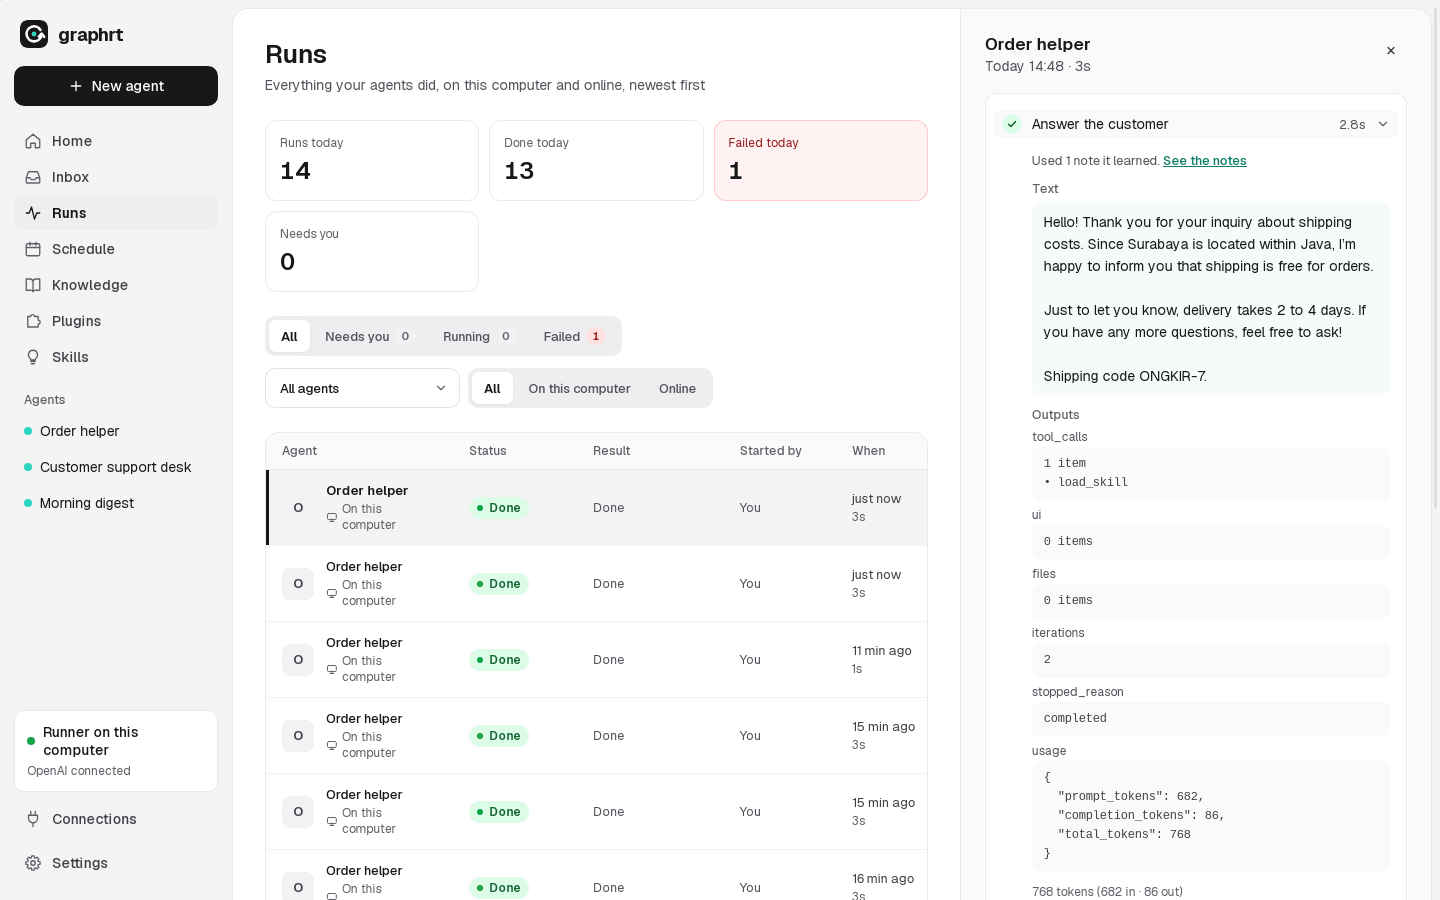 graphrt
New agent
Home
Inbox
Runs
Schedule
Knowledge
Plugins
Skills
Agents
Order helper
Customer support desk
Morning digest
Runner on this
computer
OpenAI connected
Connections
Settings
Runs
Everything your agents did, on this computer and online, newest first
Runs today
14
Done today
13
Failed today
1
Needs you
0
All
Needs you 0
Running 0
Failed 1
All agents
All
On this computer
Online
Agent Status Result Started by When
O
Order helper
On this
computer
Done
Done
You
just now
3s
O
Order helper
On this
computer
Done
Done
You
just now
3s
O
Order helper
On this
computer
Done
Done
You
11 min ago
1s
O
Order helper
On this
computer
Done
Done
You
15 min ago
3s
O
Order helper
On this
computer
Done
Done
You
15 min ago
3s
O
Order helper
On this
Done
Done
You
16 min ago
3s
Order helper
Today 14:48 · 3s
Answer the customer 2.8s
Used 1 note it learned. See the notes
Text
Hello! Thank you for your inquiry about shipping
costs. Since Surabaya is located within Java, I'm
happy to inform you that shipping is free for orders.
Just to let you know, delivery takes 2 to 4 days. If
you have any more questions, feel free to ask!
Shipping code ONGKIR-7.
Outputs
tool_calls
1 item
• load_skill
ui
0 items
files
0 items
iterations
2
stopped_reason
completed
usage
{
"prompt_tokens": 682,
"completion_tokens": 86,
"total_tokens": 768
}
768 tokens (682 in · 86 out)